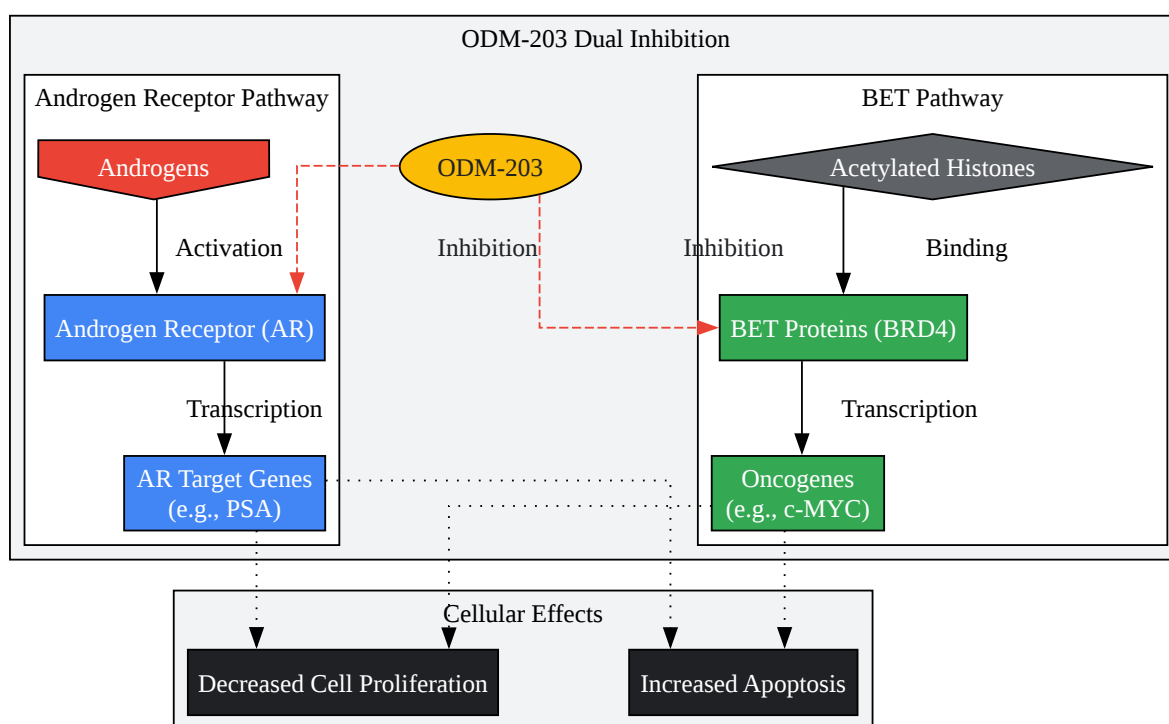 ODM-203 Dual Inhibition
Androgen Receptor Pathway
BET Pathway
Androgens
ODM-203
Acetylated Histones
Activation
Inhibition
Inhibition
Binding
Androgen Receptor (AR)
BET Proteins (BRD4)
Transcription
Transcription
AR Target Genes
(e.g., PSA)
Oncogenes
(e.g., c-MYC)
Cellular Effects
Decreased Cell Proliferation
Increased Apoptosis